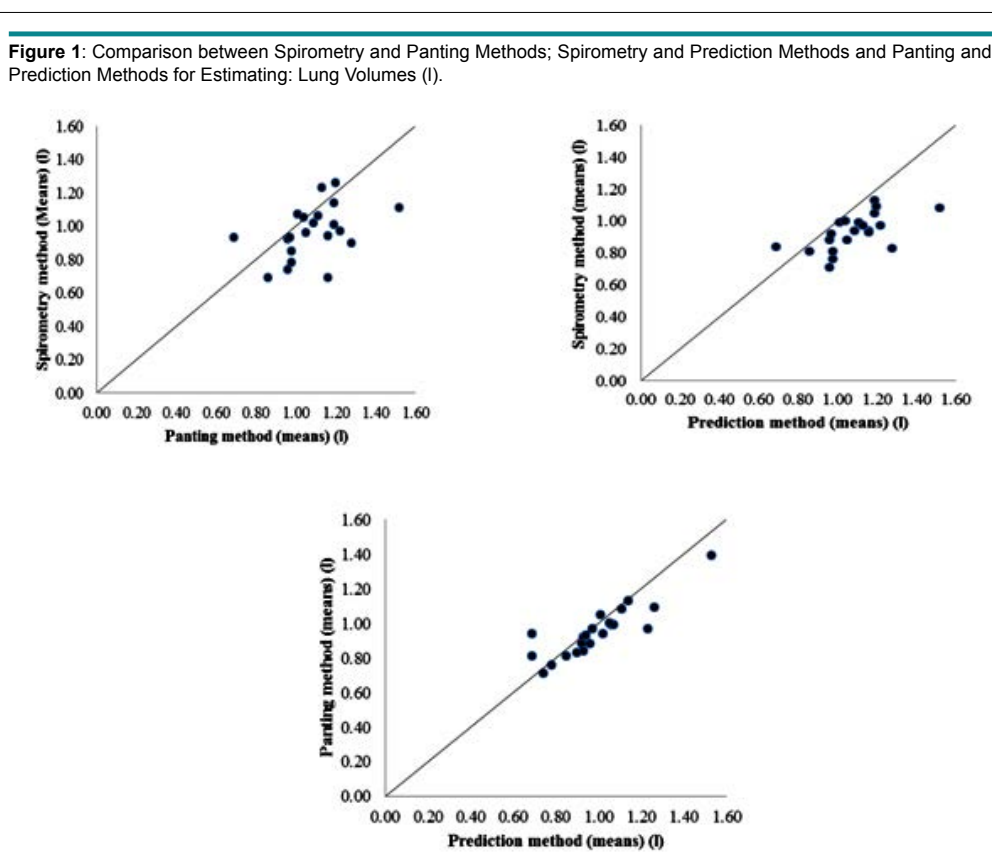 Figure 1: Comparison between Spirometry and Panting Methods; Spirometry and Prediction Methods and Panting and
Prediction Methods for Estimating: Lung Volumes (l).
1.60
1.40
1.20
1.00
0.80
0.60
0.40
0.20
0.00
Spirometry method (Means) (l)
0.00 0.20 0.40 0.60 0.80 1.00 1.20 1.40 1.60
Panting method (means) (l)
1.60
1.40
1.20
1.00
0.80
0.60
0.40
0.20
0.00
Spirometry method (means) (l)
0.00 0.20 0.40 0.60 0.80 1.00 1.20 1.40 1.60
Prediction method (means) (l)
1.60
1.40
1.20
1.00
0.80
0.60
0.40
0.20
0.00
Panting method (means) (l)
0.00 0.20 0.40 0.60 0.80 1.00 1.20 1.40 1.60
Prediction method (means) (l)